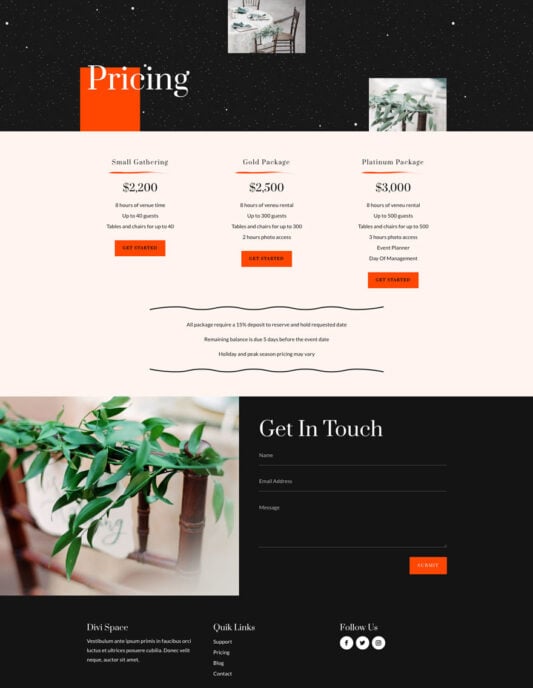 Pricing
Small Gathering
$2,200
8 hours of venue time
Up to 40 guests
Tables and chairs for up to 40
GET STARTED
Gold Package
$2,500
8 hours of veneu rental
Up to 300 guests
Tables and chairs for up to 300
2 hours photo access
GET STARTED
Platinum Package
$3,000
8 hours of veneu rental
Up to 500 guests
Tables and chairs for up to 500
3 hours photo access
Event Planner
Day Of Management
GET STARTED
All package require a 15% deposit to reserve and hold requested date
Remaining balance is due 5 days before the event date
Holiday and peak season pricing may vary
Get In Touch
Name
Email Address
Message
SUBMIT
Divi Space
Vestibulum ante ipsum primis in faucibus orci
luctus et ultrices posuere cubilia. Donec velit
neque, auctor sit amet.
Quik Links
Support
Pricing
Blog
Contact
Follow Us